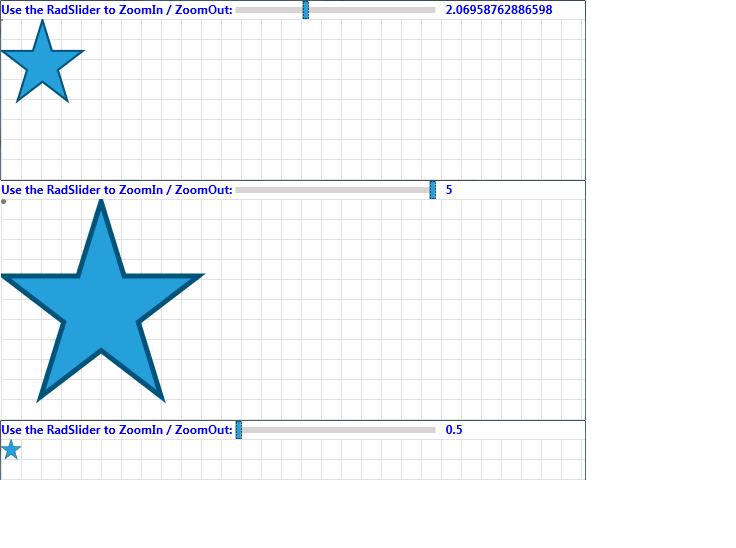 Use the RadSlider to ZoomIn / ZoomOut: 2.06958762886598
Use the RadSlider to ZoomIn / ZoomOut: 5
Use the RadSlider to ZoomIn / ZoomOut: 0.5